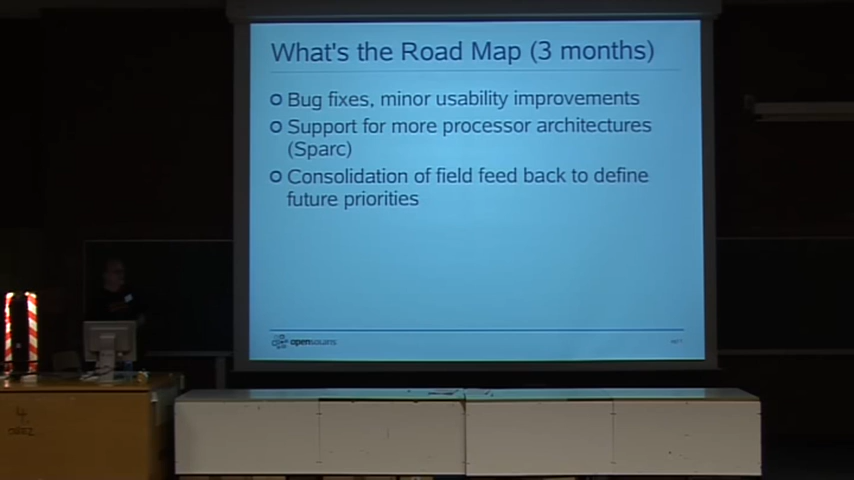 What's the Road Map (3 months)
Bug fixes, minor usability improvements
Support for more processor architectures
(Sparc)
Consolidation of field feed back to define
future priorities
opensolaris